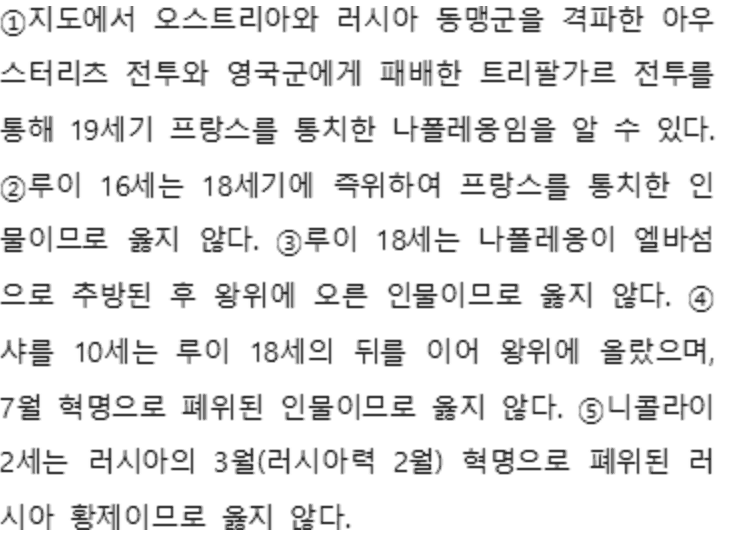 ①지도에서 오스트리아와 러시아 동맹군을 격파한 아우
스터리츠 전투와 영국군에게 패배한 트리팔가르 전투를
통해 19세기 프랑스를 통치한 나폴레옹임을 알 수 있다.
②루이 16세는 18세기에 즉위하여 프랑스를 통치한 인
물이므로 옳지 않다. ③루이 18세는 나폴레옹이 엘바섬
으로 추방된 후 왕위에 오른 인물이므로 옳지 않다. ④
샤를 10세는 루이 18세의 뒤를 이어 왕위에 올랐으며,
7월 혁명으로 폐위된 인물이므로 옳지 않다. ⑤니콜라이
2세는 러시아의 3월(러시아력 2월) 혁명으로 폐위된 러
시아 황제이므로 옳지 않다.